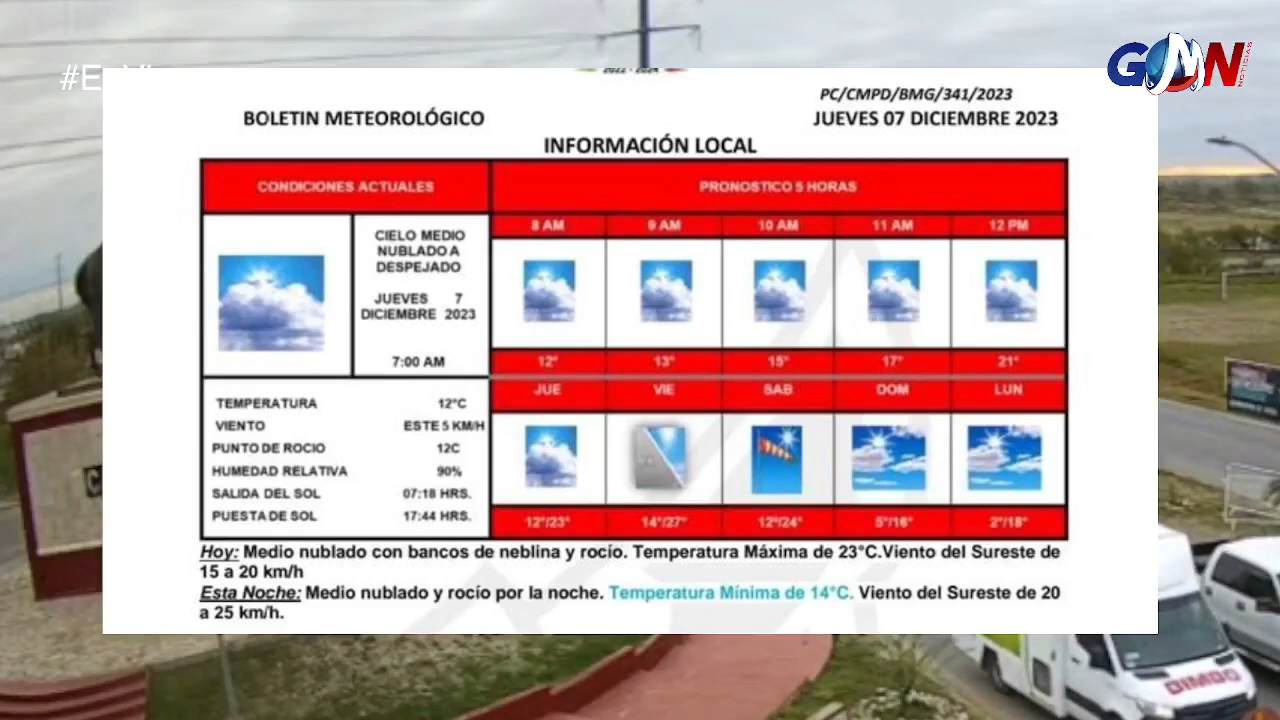 GMN
NOTICIAS
2022 - 2024
PC/CMPD/BMG/341/2023
BOLETIN METEOROLÓGICO
JUEVES 07 DICIEMBRE 2023
INFORMACIÓN LOCAL
CONDICIONES ACTUALES
PRONOSTICO 5 HORAS
8 AM 9 AM 10 AM 11 AM 12 PM
CIELO MEDIO
NUBLADO A
DESPEJADO
JUEVES 7
DICIEMBRE 2023
7:00 AM
12° 13° 15° 17° 21°
JUE VIE SAB DOM LUN
TEMPERATURA 12°C
VIENTO ESTE 5 KM/H
PUNTO DE ROCIO 12C
HUMEDAD RELATIVA 90%
SALIDA DEL SOL 07:18 HRS.
PUESTA DE SOL 17:44 HRS.
12°/23° 14°/27° 12°/24° 5°/16° 2°/18°
Hoy: Medio nublado con bancos de neblina y rocío. Temperatura Máxima de 23°C.Viento del Sureste de
15 a 20 km/h
Esta Noche: Medio nublado y rocío por la noche. Temperatura Mínima de 14°C. Viento del Sureste de 20
a 25 km/h.
DIMDO